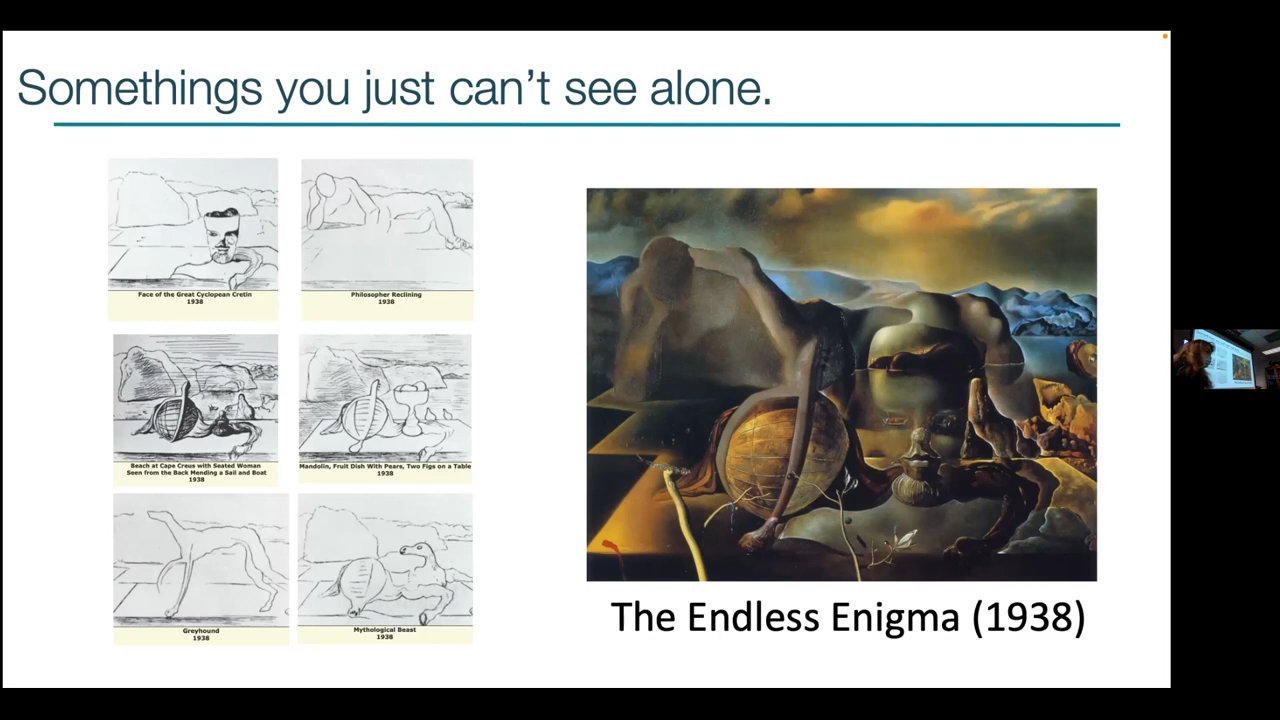 Somethings you just can't see alone.
Face of the Great Cyclopean Cretin
1938
Philosopher Reclining
1938
Beach at Cape Creus with Seated Woman
Seen from the Back Mending a Sail and Boat
1938
Mandolin, Fruit Dish With Pears, Two Figs on a Table
1938
Greyhound
1938
Mythological Beast
1938
The Endless Enigma (1938)